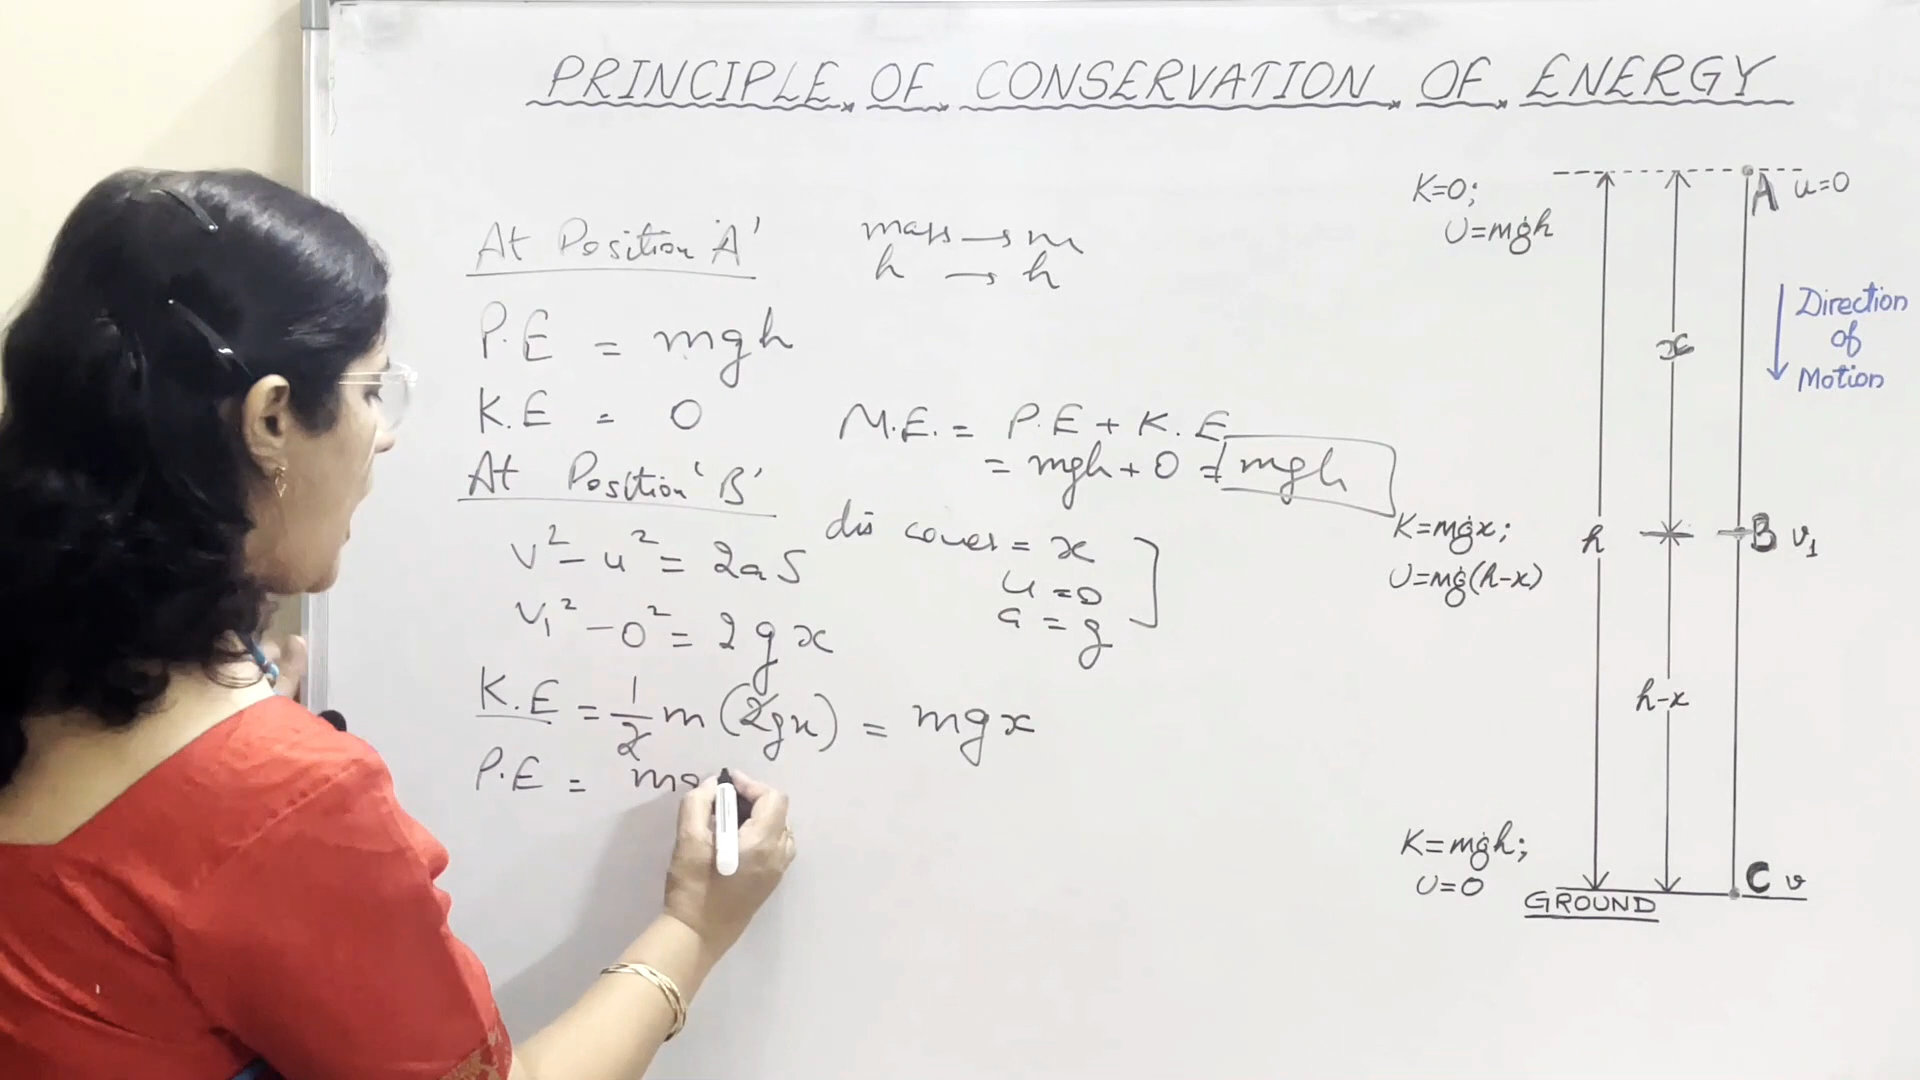 PRINCIPLE OF CONSERVATION OF ENERGY
At Position 'A'
mass → m
h → h
P.E = mgh
K.E = 0
M.E. = P.E + K.E
= mgh + 0 = mgh
At Position 'B'
dis cover = x
u = 0
a = g
v² - u² = 2as
v₁² - 0² = 2gx
K.E = 1/2 m (2gx) = mgx
P.E = mg
K=0;
U=mgh
A u=0
x
Direction
of
Motion
K=mgx;
U=mg(h-x)
h
B v₁
h-x
K=mgh;
U=0
C v
GROUND